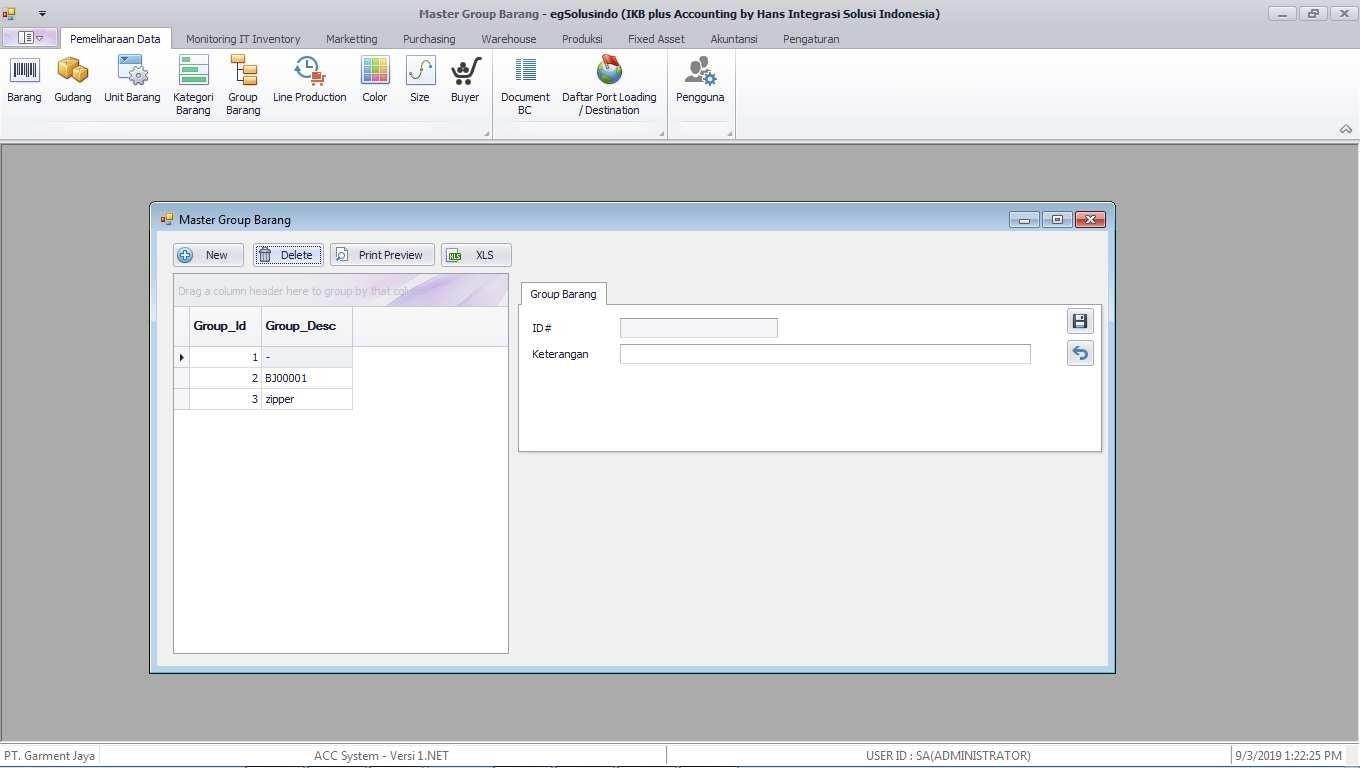 Master Group Barang - egSolusindo (IKB plus Accounting by Hans Integrasi Solusi Indonesia)
Pemeliharaan Data Monitoring IT Inventory Marketting Purchasing Warehouse Produksi Fixed Asset Akuntansi Pengaturan
Barang Gudang Unit Barang Kategori Barang Group Barang Line Production Color Size Buyer Document BC Daftar Port Loading / Destination Pengguna
Master Group Barang
New Delete Print Preview XLS
Drag a column header here to group by that colu
Group Barang
Group_Id Group_Desc
1 -
2 BJ00001
3 zipper
ID#
Keterangan
PT. Garment Jaya ACC System - Versi 1.NET USER ID : SA(ADMINISTRATOR) 9/3/2019 1:22:25 PM